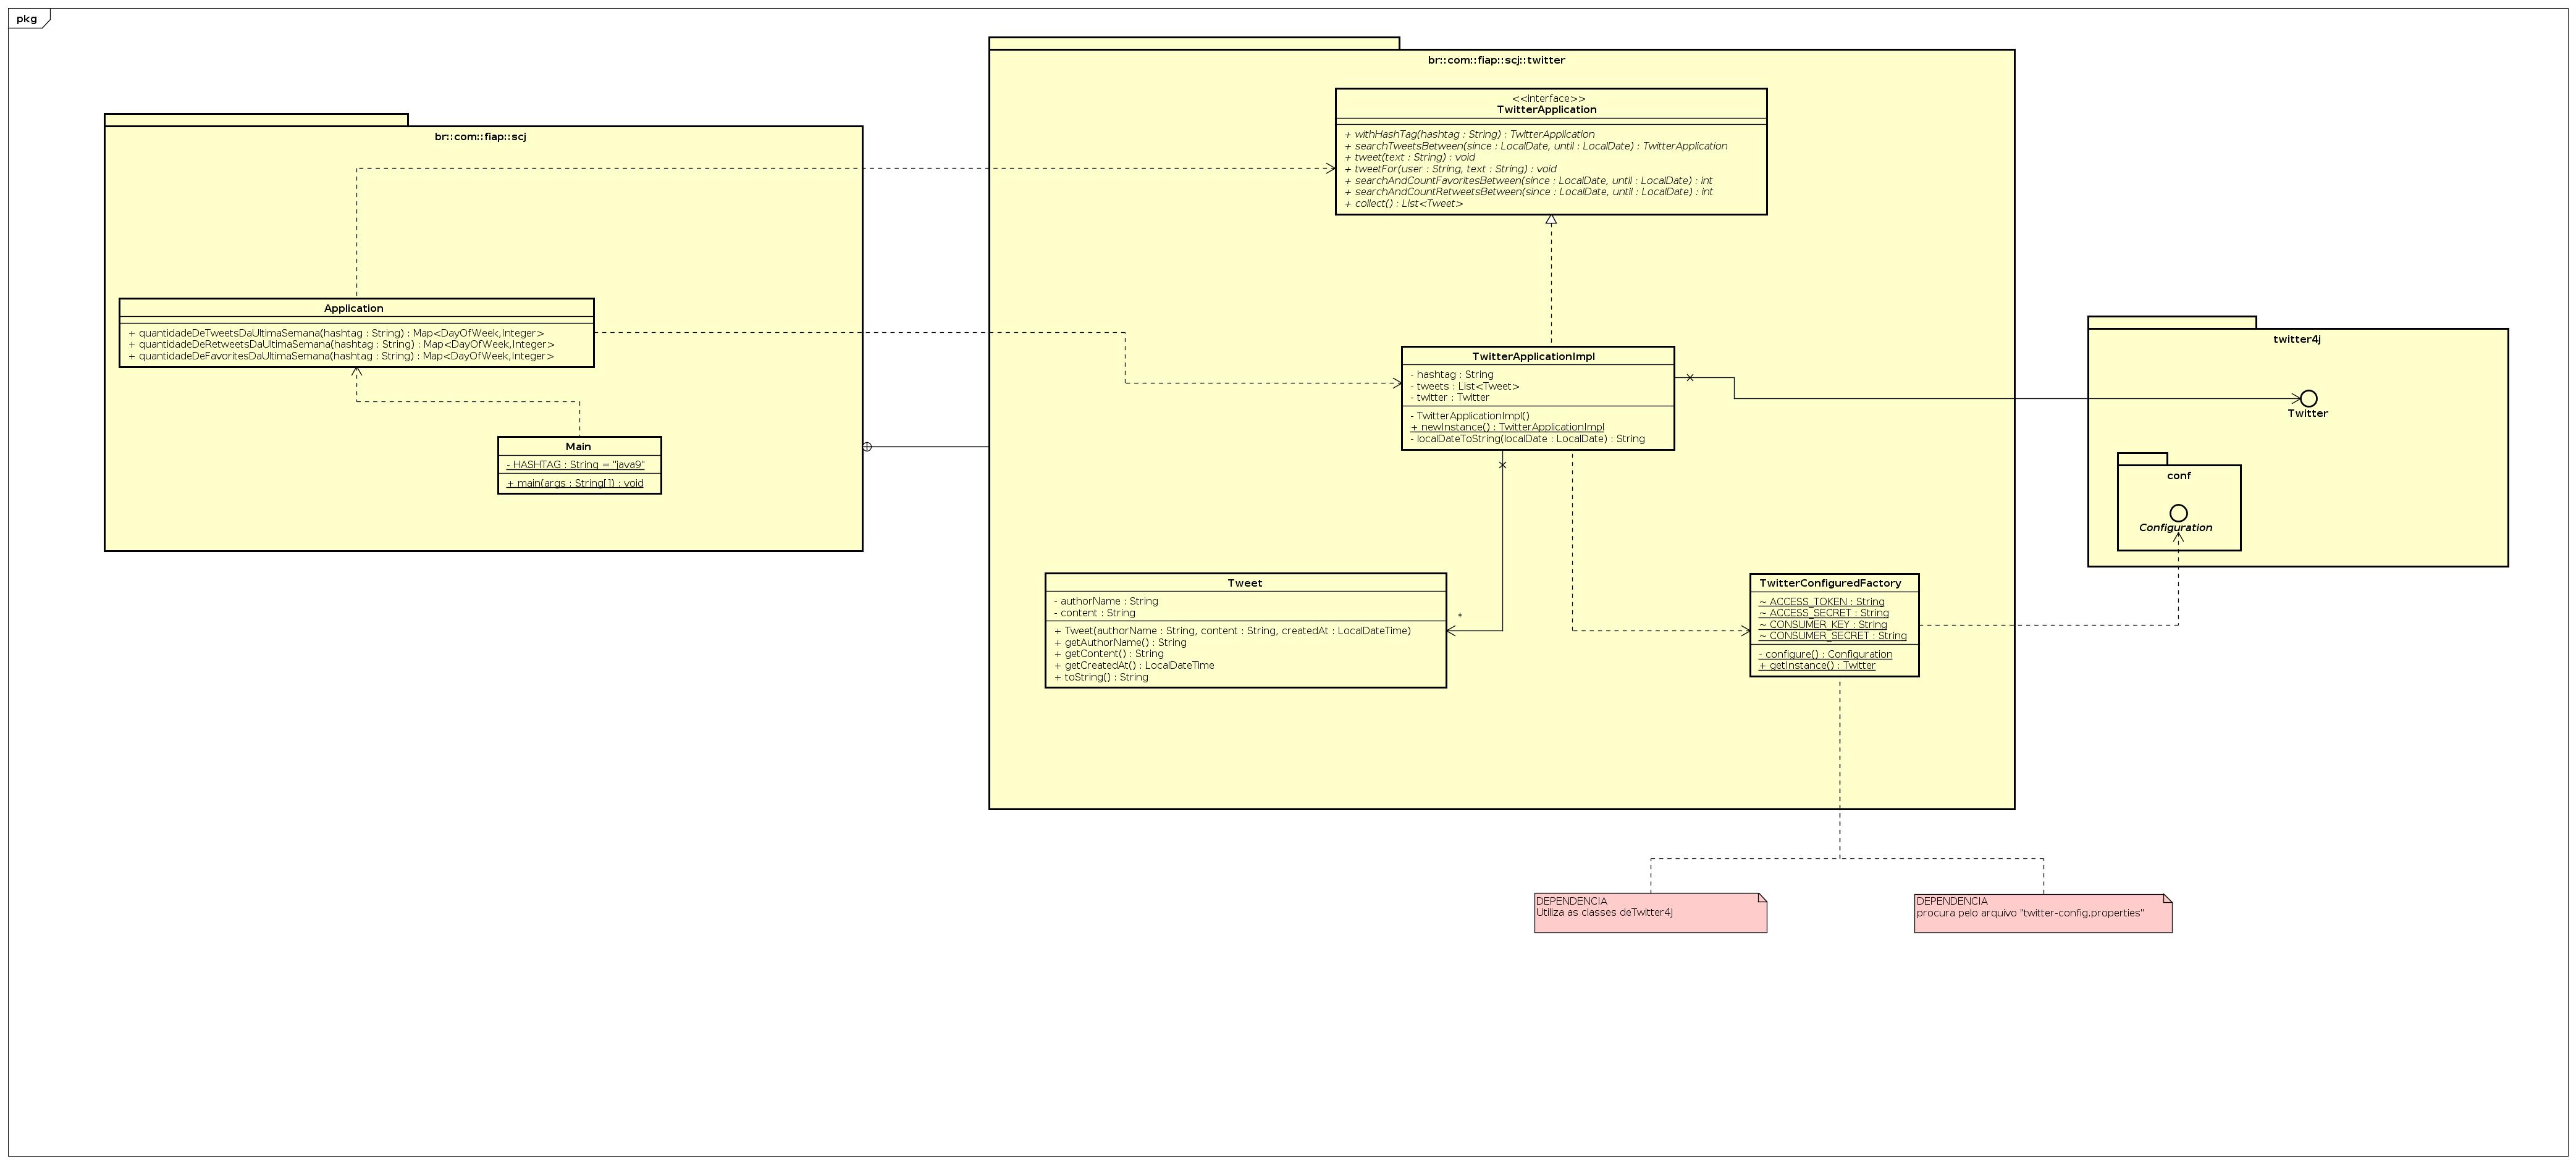 pkg
br::com::fiap::scj
Application
+ quantidadeDeTweetsDaUltimaSemana(hashtag : String) : Map<DayOfWeek,Integer>
+ quantidadeDeRetweetsDaUltimaSemana(hashtag : String) : Map<DayOfWeek,Integer>
+ quantidadeDeFavoritesDaUltimaSemana(hashtag : String) : Map<DayOfWeek,Integer>
Main
- HASHTAG : String = "java9"
+ main(args : String[]) : void
br::com::fiap::scj::twitter
<<interface>>
TwitterApplication
+ withHashTag(hashtag : String) : TwitterApplication
+ searchTweetsBetween(since : LocalDate, until : LocalDate) : TwitterApplication
+ tweet(text : String) : void
+ tweetFor(user : String, text : String) : void
+ searchAndCountFavoritesBetween(since : LocalDate, until : LocalDate) : int
+ searchAndCountRetweetsBetween(since : LocalDate, until : LocalDate) : int
+ collect() : List<Tweet>
TwitterApplicationImpl
- hashtag : String
- tweets : List<Tweet>
- twitter : Twitter
- TwitterApplicationImpl()
+ newInstance() : TwitterApplicationImpl
- localDateToString(localDate : LocalDate) : String
Tweet
- authorName : String
- content : String
+ Tweet(authorName : String, content : String, createdAt : LocalDateTime)
+ getAuthorName() : String
+ getContent() : String
+ getCreatedAt() : LocalDateTime
+ toString() : String
*
TwitterConfiguredFactory
~ ACCESS_TOKEN : String
~ ACCESS_SECRET : String
~ CONSUMER_KEY : String
~ CONSUMER_SECRET : String
- configure() : Configuration
+ getInstance() : Twitter
twitter4j
Twitter
conf
Configuration
DEPENDENCIA
Utiliza as classes deTwitter4J
DEPENDENCIA
procura pelo arquivo "twitter-config.properties"